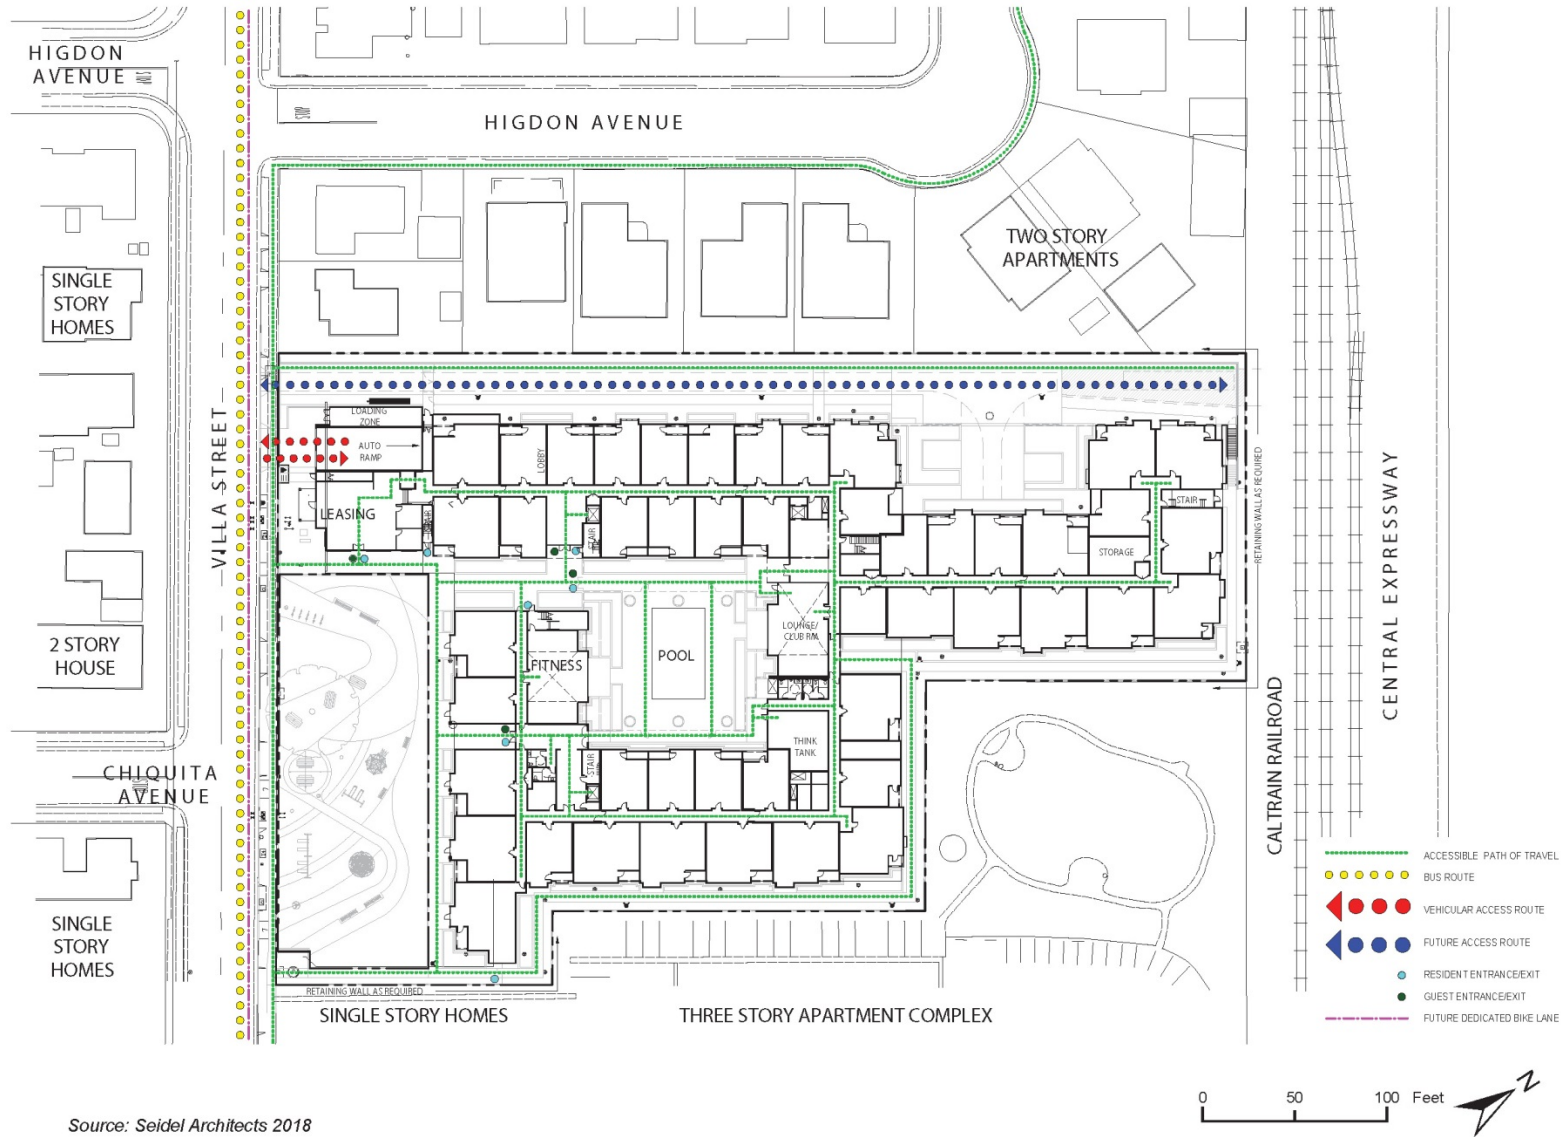 HIGDON
AVENUE
HIGDON AVENUE
TWO STORY
APARTMENTS
SINGLE
STORY
HOMES
VILLA STREET
LOADING
ZONE
AUTO
RAMP
LOBBY
LEASING
STAIR
STAIR
STAIR
STORAGE
RETAINING WALL AS REQUIRED
CENTRAL EXPRESSWAY
2 STORY
HOUSE
LOUNGE/
CLUB RM.
FITNESS
POOL
THINK
TANK
STAIR
CHIQUITA
AVENUE
CALTRAIN RAILROAD
SINGLE
STORY
HOMES
RETAINING WALL AS REQUIRED
SINGLE STORY HOMES
THREE STORY APARTMENT COMPLEX
ACCESSIBLE PATH OF TRAVEL
BUS ROUTE
VEHICULAR ACCESS ROUTE
FUTURE ACCESS ROUTE
RESIDENT ENTRANCE/EXIT
GUEST ENTRANCE/EXIT
FUTURE DEDICATED BIKE LANE
0 50 100 Feet
N
Source: Seidel Architects 2018